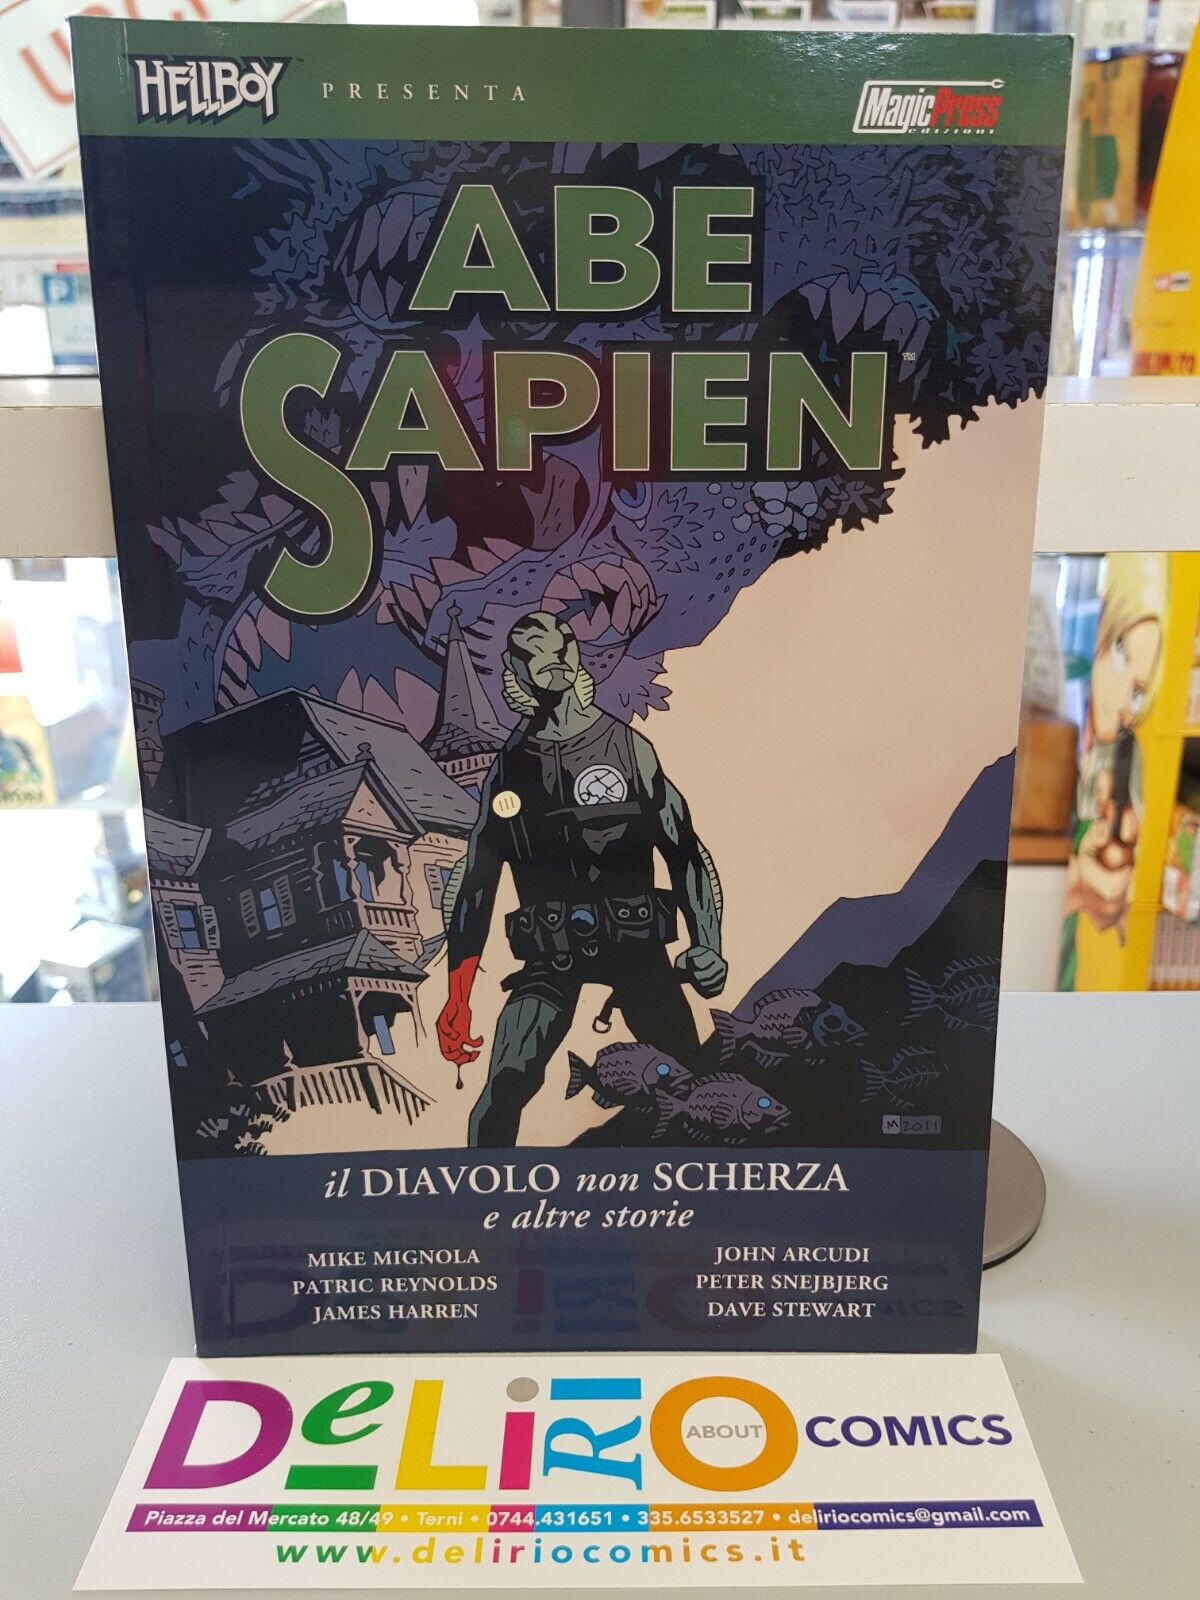 HELLBOY PRESENTA
MagicPress
edizioni
ABE
SAPIEN™
M 2011
il DIAVOLO non SCHERZA
e altre storie
MIKE MIGNOLA
PATRIC REYNOLDS
JAMES HARREN
JOHN ARCUDI
PETER SNEJBJERG
DAVE STEWART
DeLiRiO ABOUT COMICS
Piazza del Mercato 48/49 • Terni • 0744.431651 • 335.6533527 • deliriocomics@gmail.com
www.deliriocomics.it